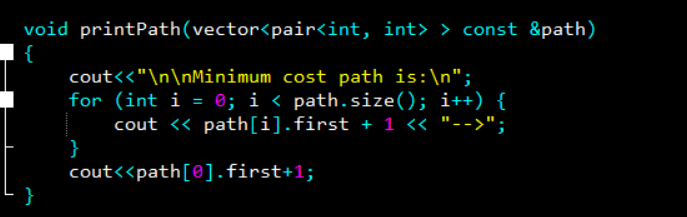 void printPath(vector<pair<int, int> > const &path)
{
    cout<<"\n\nMinimum cost path is:\n";
    for (int i = 0; i < path.size(); i++) {
        cout << path[i].first + 1 << "-->";
    }
    cout<<path[0].first+1;
}